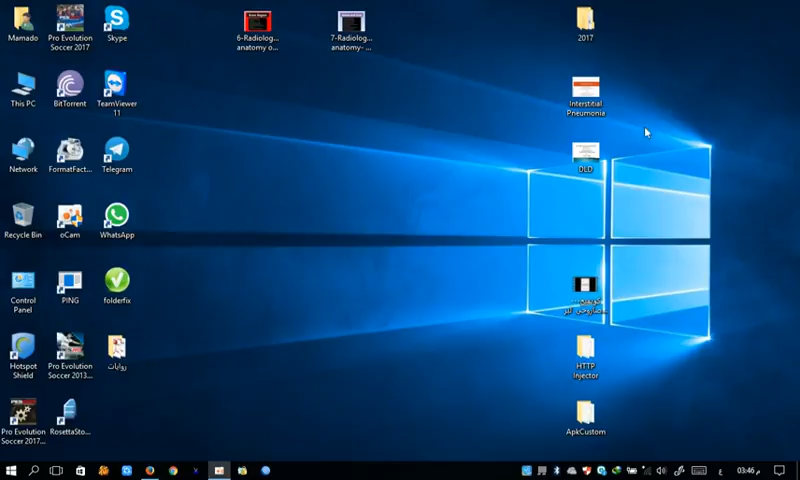 Mamado
Pro Evolution
Soccer 2017
Skype
6-Radiolog...
anatomy o...
7-Radiolog...
anatomy- ...
2017
This PC
BitTorrent
TeamViewer
11
Interstitial
Pneumonia
Network
FormatFact...
Telegram
DLD
Recycle Bin
oCam
WhatsApp
Control
Panel
PING
folderfix
Hotspot
Shield
Pro Evolution
Soccer 2013...
روايات
HTTP
Injector
Pro Evolution
Soccer 2017...
RosettaSto...
ApkCustom
ع
03:46 م